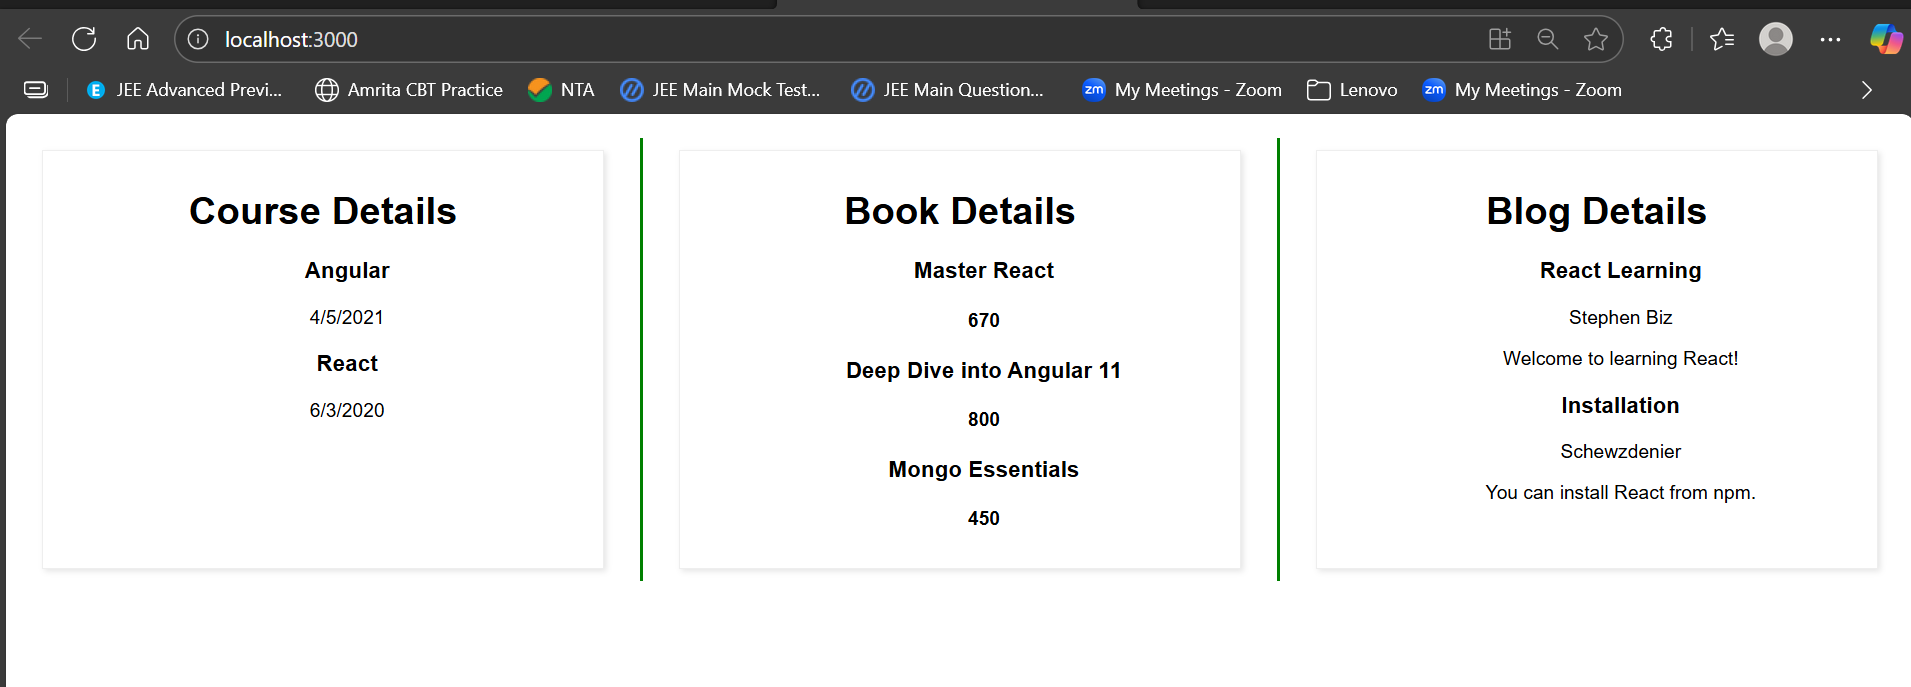 localhost:3000
JEE Advanced Previ...
Amrita CBT Practice
NTA
JEE Main Mock Test...
JEE Main Question...
zm
My Meetings - Zoom
Lenovo
zm
My Meetings - Zoom
Course Details
Angular
4/5/2021
React
6/3/2020
Book Details
Master React
670
Deep Dive into Angular 11
800
Mongo Essentials
450
Blog Details
React Learning
Stephen Biz
Welcome to learning React!
Installation
Schewzdenier
You can install React from npm.